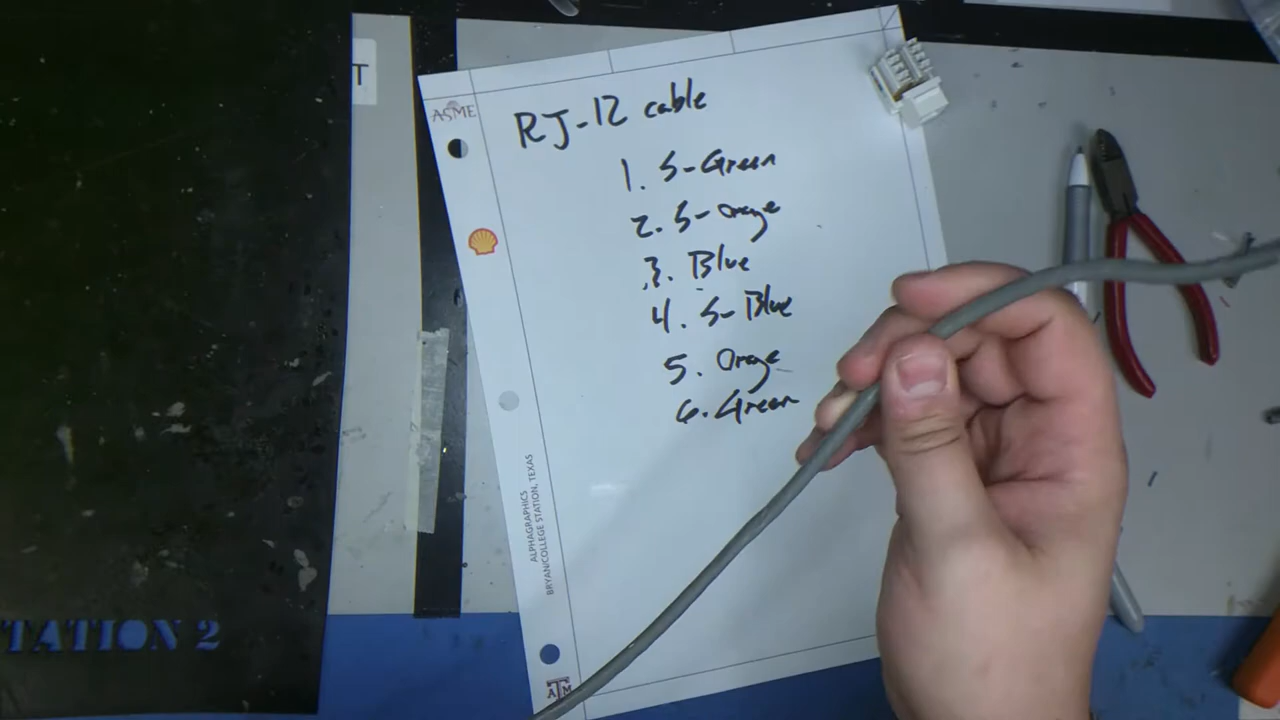 T
ASME
RJ-12 cable
1. S-Green
2. S-Orange
3. Blue
4. S-Blue
5. Orange
6. Green
ALPHAGRAPHICS
BRYAN/COLLEGE STATION, TEXAS
TATION 2
ATM